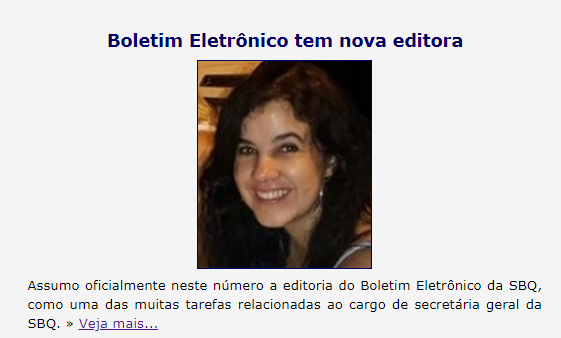 Boletim Eletrônico tem nova editora
Assumo oficialmente neste número a editoria do Boletim Eletrônico da SBQ,
como uma das muitas tarefas relacionadas ao cargo de secretária geral da
SBQ. » Veja mais...